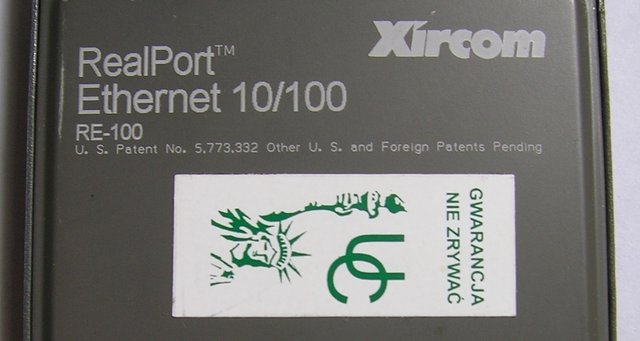 Xircom
RealPort™
Ethernet 10/100
RE-100
U. S. Patent No. 5,773,332 Other U. S. and Foreign Patents Pending
UC
GWARANCJA
NIE ZRYWAĆ